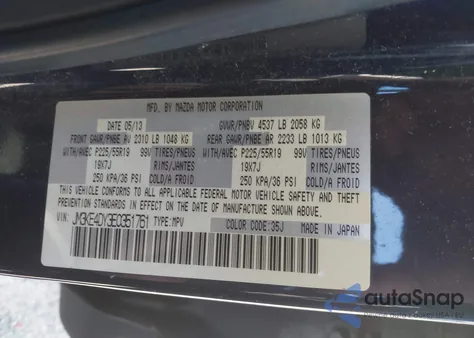 MFD. BY MAZDA MOTOR CORPORATION
DATE 05/13 GVWR/PNBV 4537 LB 2058 KG
FRONT GAWR/PNBE AV 2310 LB 1048 KG REAR GAWR/PNBE AR 2233 LB 1013 KG
WITH/AVEC P225/55R19 99V TIRES/PNEUS WITH/AVEC P225/55R19 99V TIRES/PNEUS
19X7J RIMS/JANTES 19X7J RIMS/JANTES
250 KPA/36 PSI COLD/A FROID 250 KPA/36 PSI COLD/A FROID
THIS VEHICLE CONFORMS TO ALL APPLICABLE FEDERAL MOTOR VEHICLE SAFETY, BUMPER, AND THEFT PREVENTION
STANDARDS IN EFFECT ON THE DATE OF MANUFACTURE SHOWN ABOVE.
VIN: JM3KE4DY3E0351761 TYPE:MPV COLOR CODE:35J MADE IN JAPAN
autoSnap